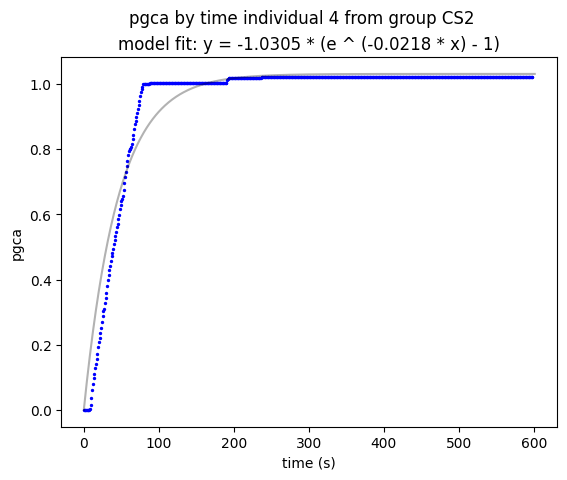 pgca by time individual 4 from group CS2
model fit: y = -1.0305 * (e ^ (-0.0218 * x) - 1)
1.0
0.8
0.6
0.4
0.2
0.0
pgca
0 100 200 300 400 500 600
time (s)